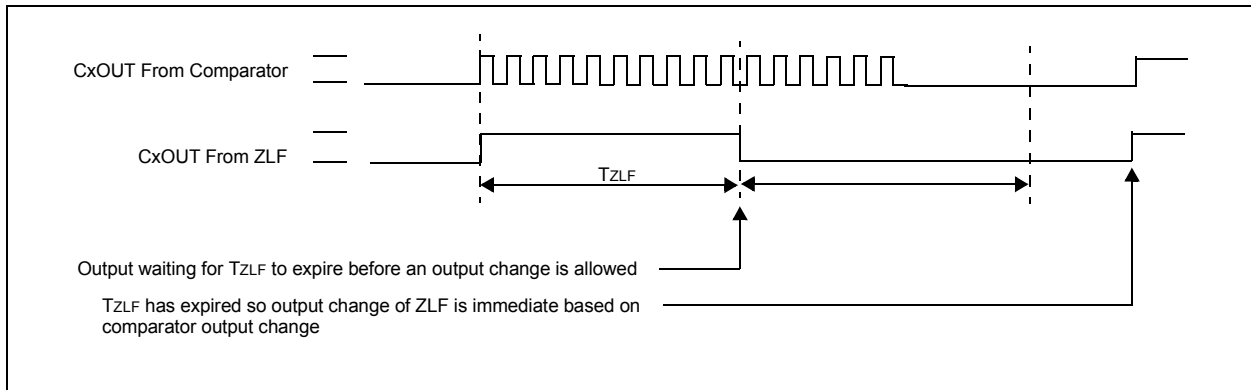 CxOUT From Comparator
CxOUT From ZLF
TZLF
Output waiting for TZLF to expire before an output change is allowed
TZLF has expired so output change of ZLF is immediate based on
comparator output change